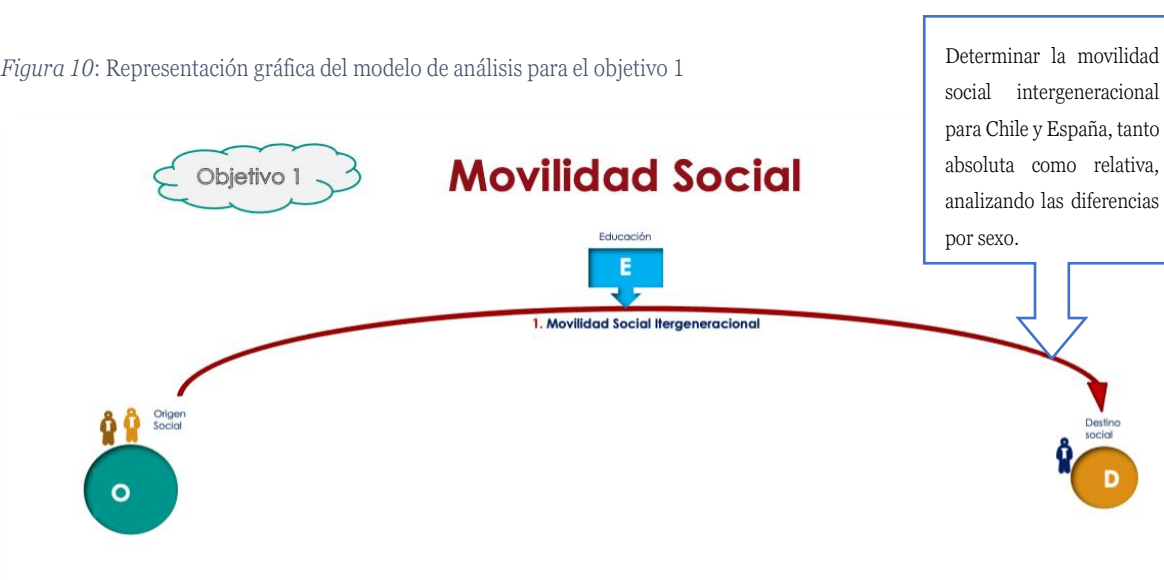 Figura 10: Representación gráfica del modelo de análisis para el objetivo 1
Determinar la movilidad
social intergeneracional
para Chile y España, tanto
absoluta como relativa,
analizando las diferencias
por sexo.
Objetivo 1
Movilidad Social
Educación
E
1. Movilidad Social Itergeneracional
Origen
Social
O
Destino
social
D